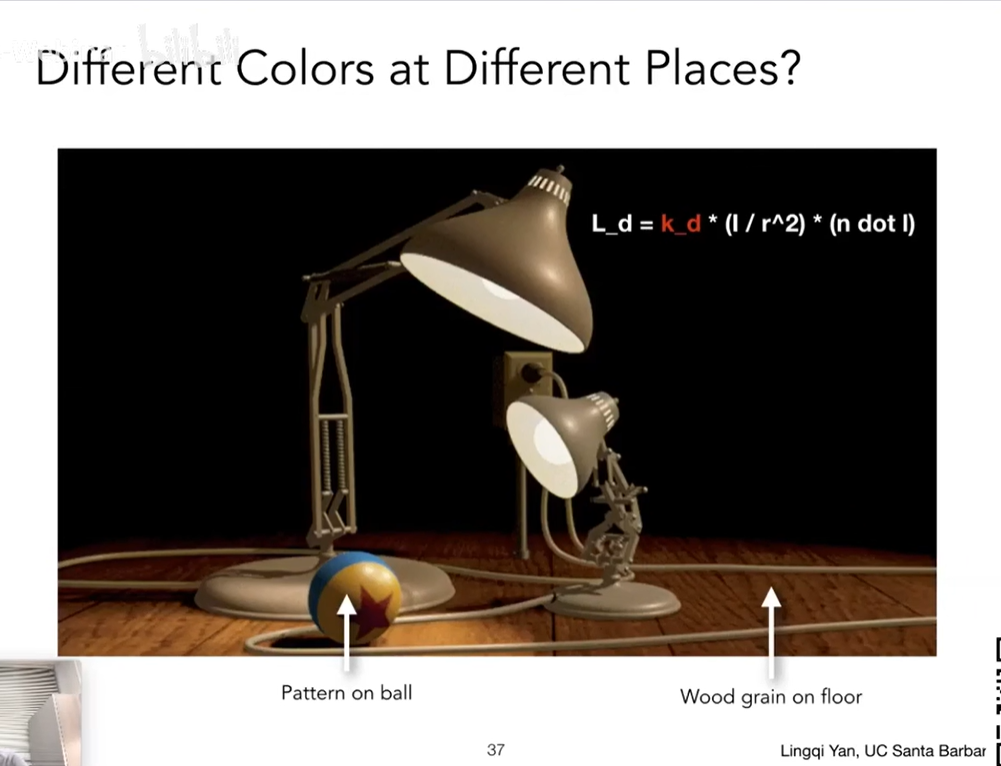 Different Colors at Different Places?
bilibili
L_d = k_d * (I / r^2) * (n dot l)
Pattern on ball
Wood grain on floor
37
Lingqi Yan, UC Santa Barbar